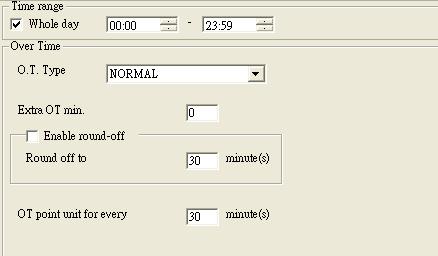 Time range
Whole day 00:00 - 23:59
Over Time
O.T. Type NORMAL
Extra OT min. 0
Enable round-off
Round off to 30 minute(s)
OT point unit for every 30 minute(s)